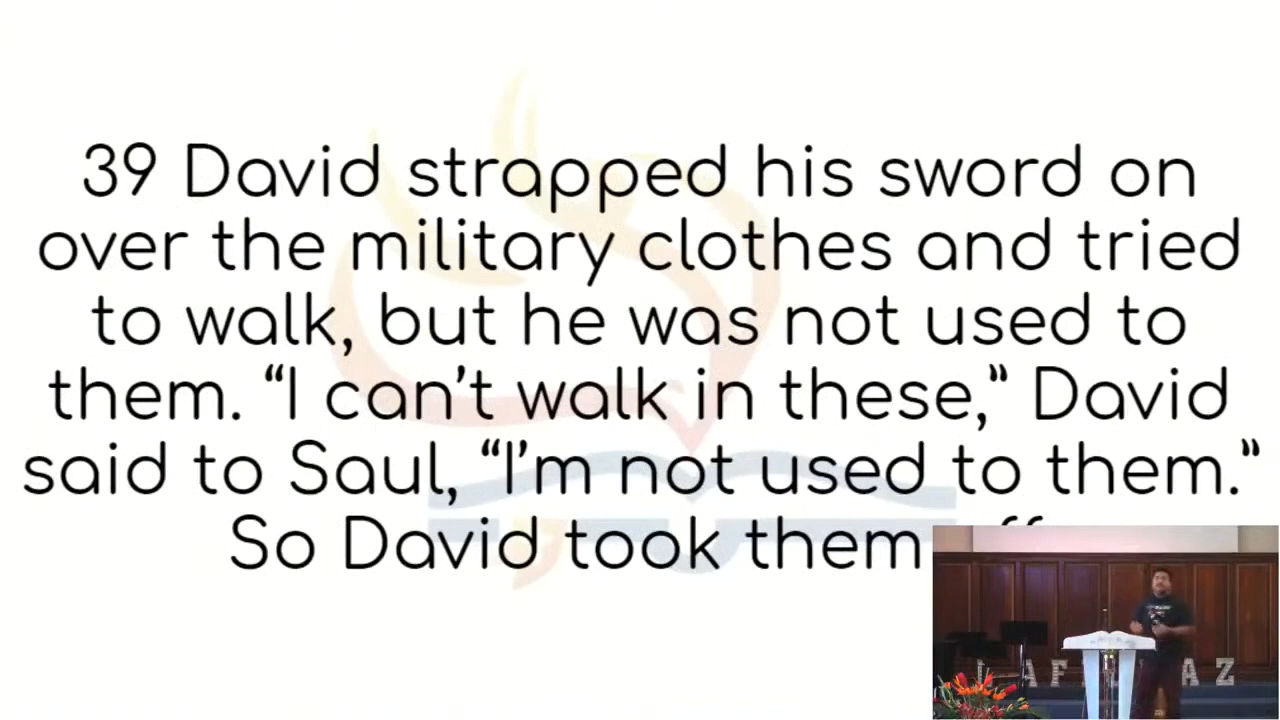 39 David strapped his sword on
over the military clothes and tried
to walk, but he was not used to
them. “I can’t walk in these,” David
said to Saul, “I’m not used to them.”
So David took them